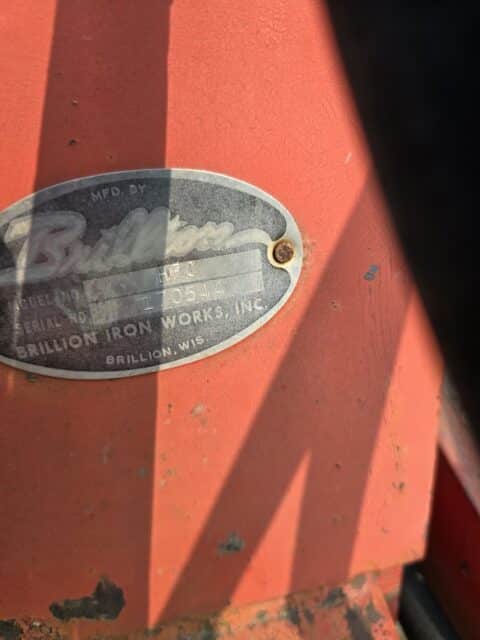 MFD. BY
Brillion
MODEL NO.
SERIAL NO.
BRILLION IRON WORKS, INC.
BRILLION, WIS.